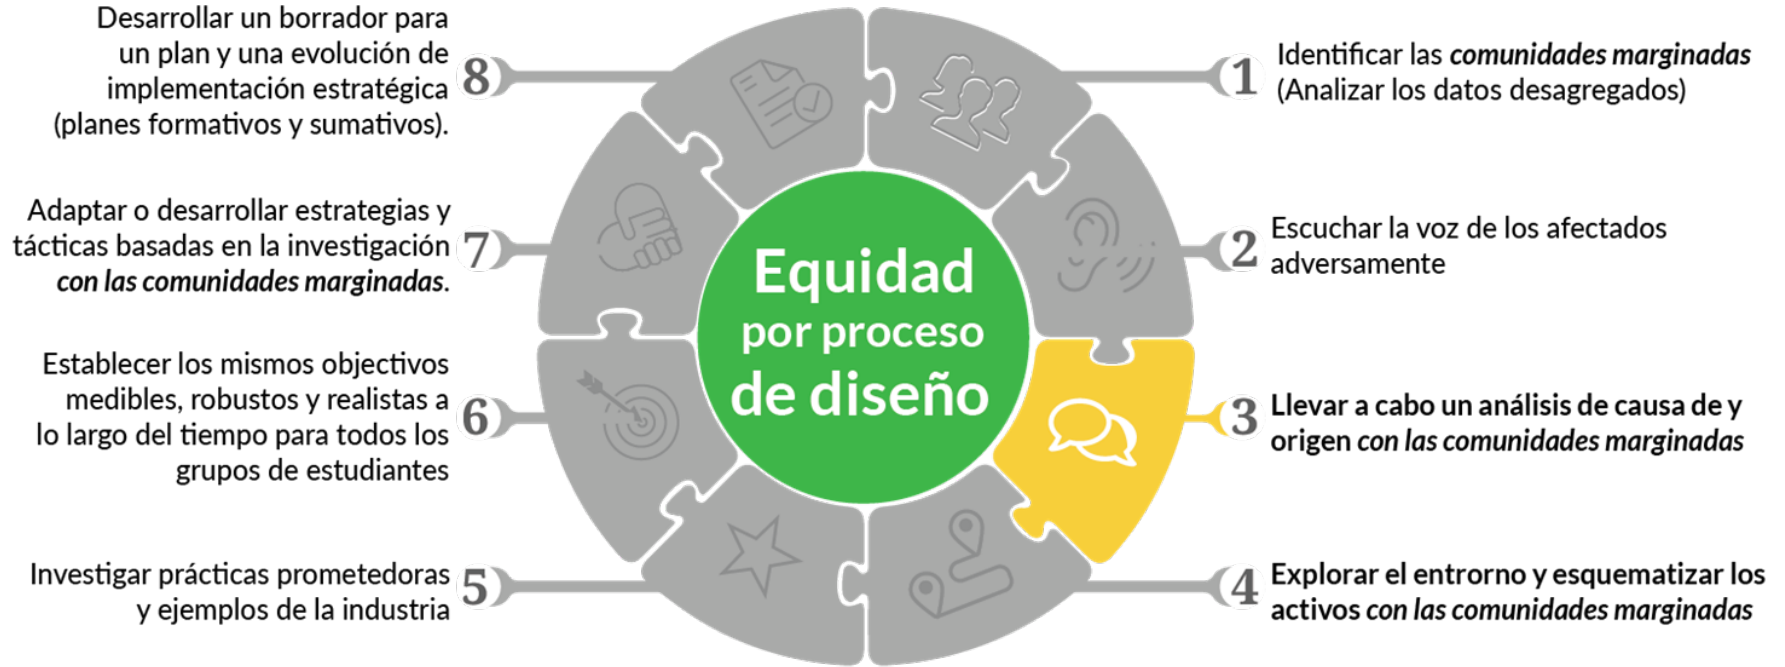 Equidad
por proceso
de diseño
1
Identificar las comunidades marginadas
(Analizar los datos desagregados)
2
Escuchar la voz de los afectados
adversamente
3
Llevar a cabo un análisis de causa de y
origen con las comunidades marginadas
4
Explorar el entrorno y esquematizar los
activos con las comunidades marginadas
5
Investigar prácticas prometedoras
y ejemplos de la industria
6
Establecer los mismos objectivos
medibles, robustos y realistas a
lo largo del tiempo para todos los
grupos de estudiantes
7
Adaptar o desarrollar estrategias y
tácticas basadas en la investigación
con las comunidades marginadas.
8
Desarrollar un borrador para
un plan y una evolución de
implementación estratégica
(planes formativos y sumativos).